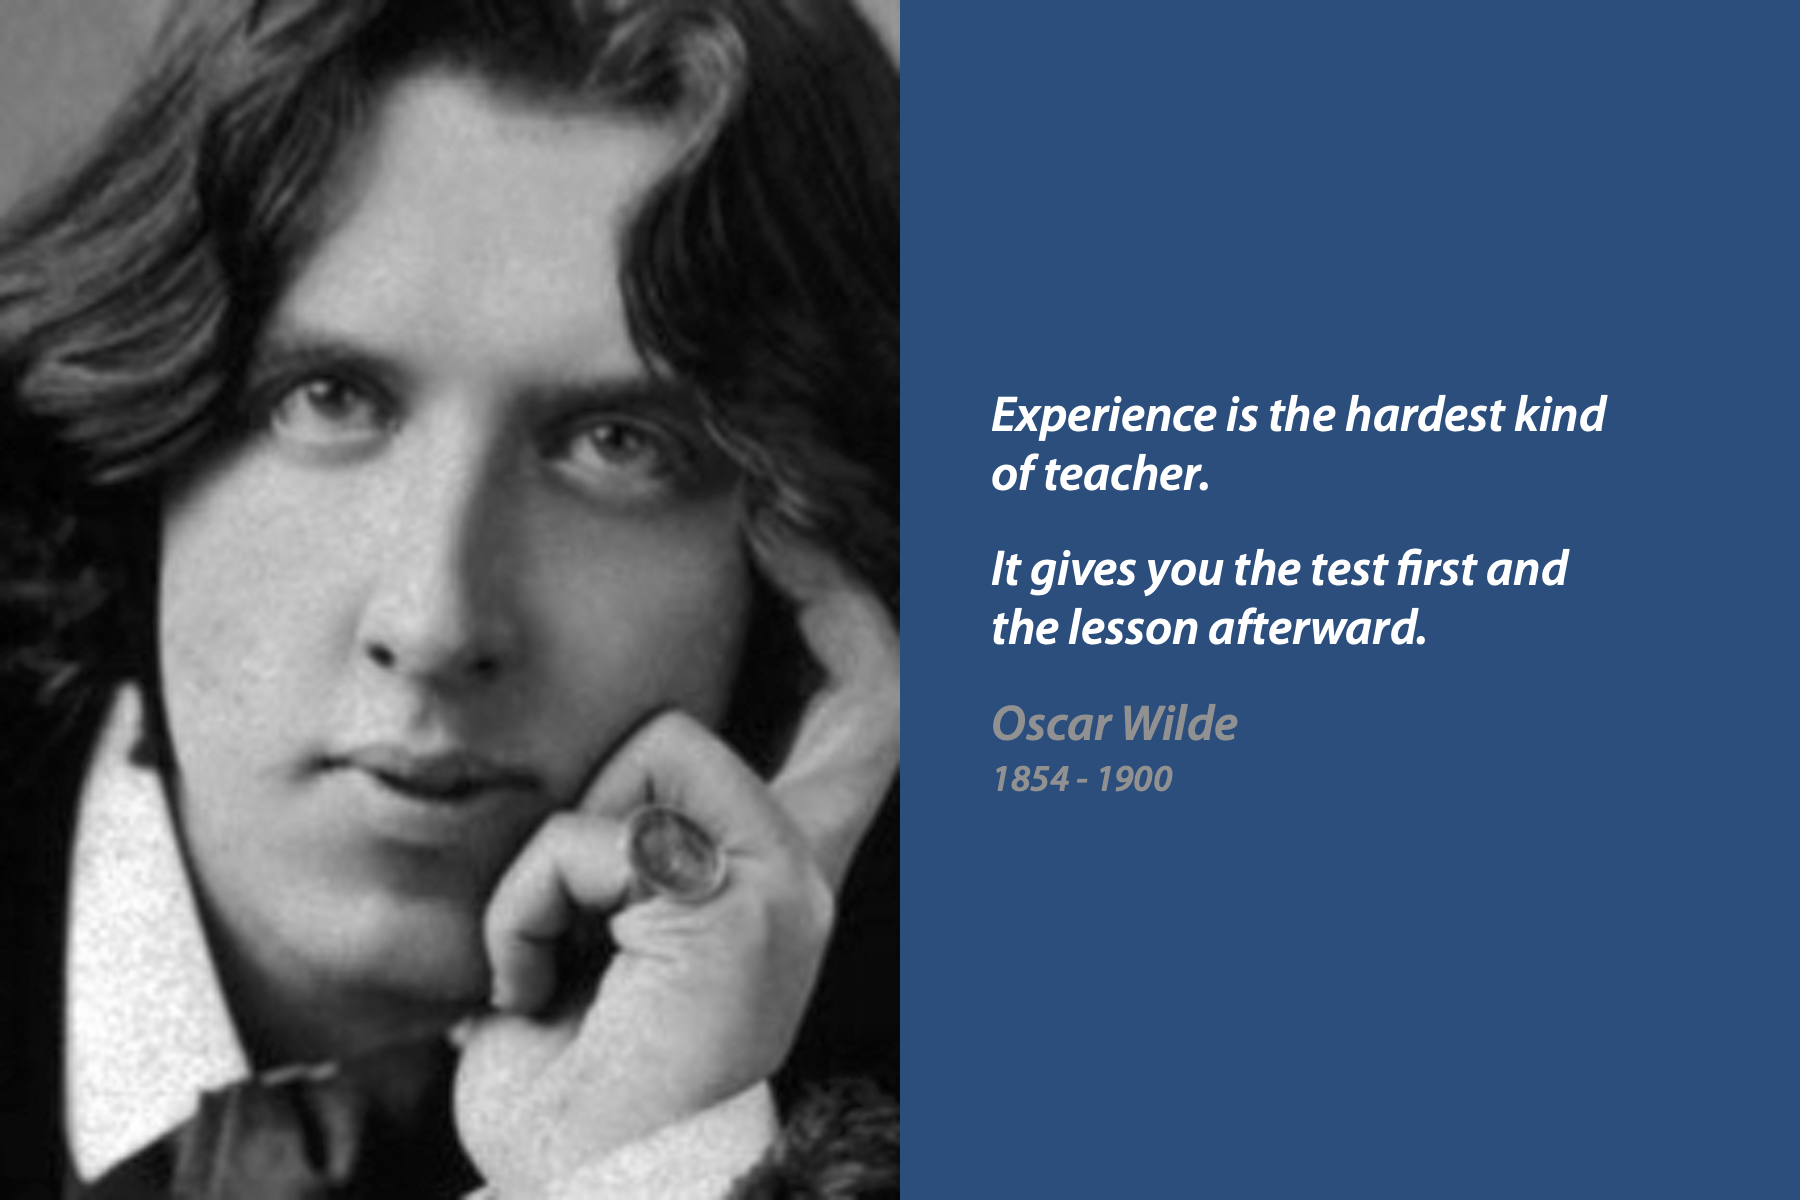 Experience is the hardest kind
of teacher.
It gives you the test first and
the lesson afterward.
Oscar Wilde
1854 - 1900